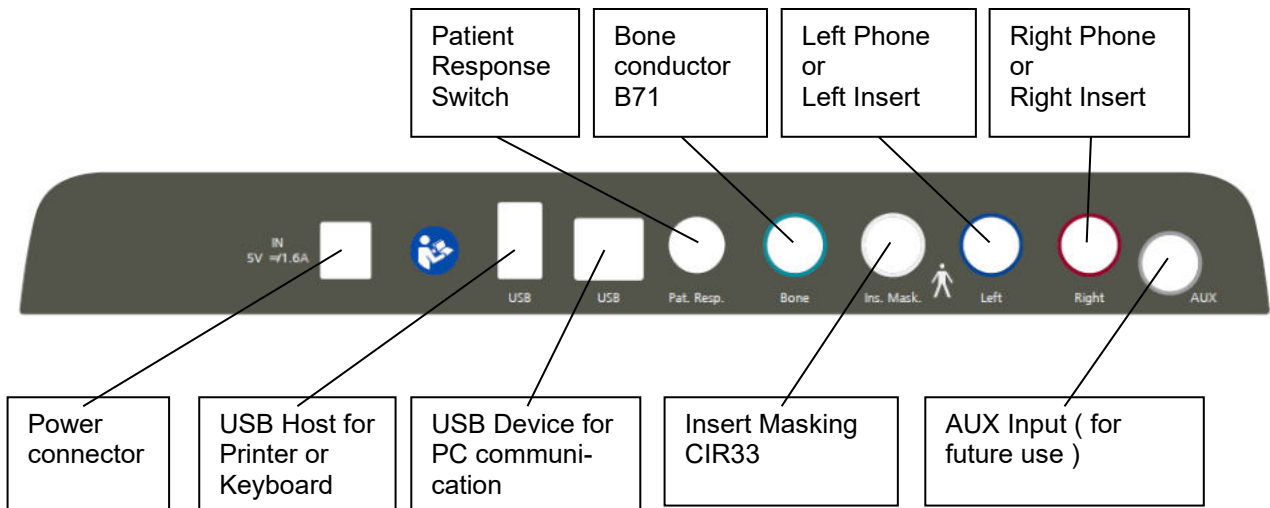 Patient
Response
Switch
Bone
conductor
B71
Left Phone
or
Left Insert
Right Phone
or
Right Insert
IN
5V ⎓/1.6A
USB
USB
Pat. Resp.
Bone
Ins. Mask.
Left
Right
AUX
Power
connector
USB Host for
Printer or
Keyboard
USB Device for
PC communi-
cation
Insert Masking
CIR33
AUX Input ( for
future use )